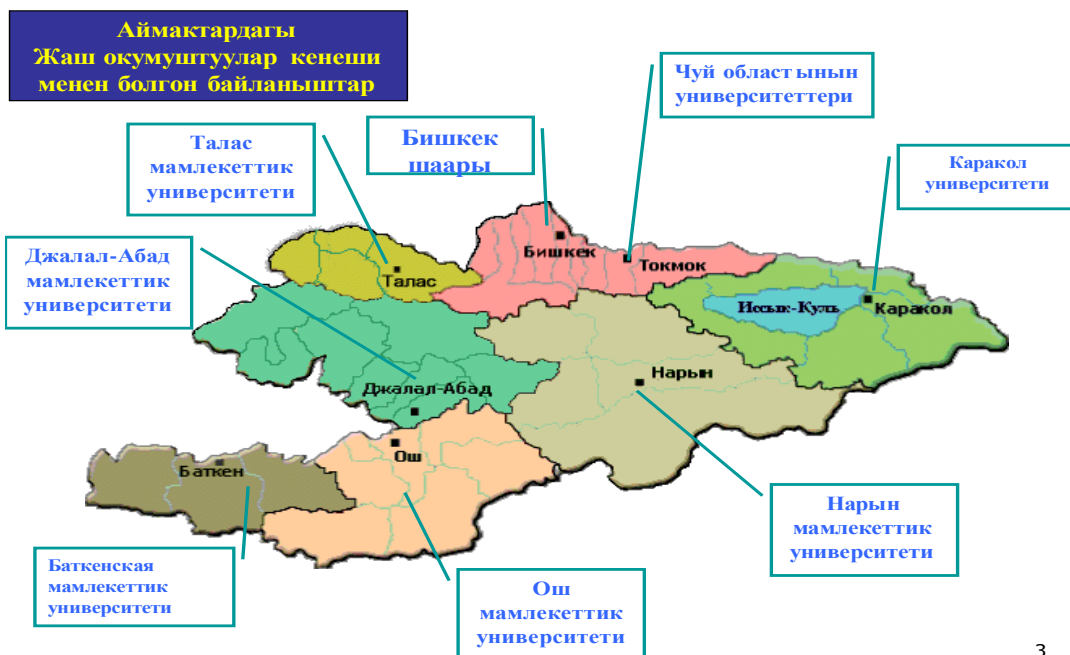 Аймактардагы
Жаш окумуштуулар кенеши
менен болгон байланыштар
Чуй областынын
университеттери
Талас
мамлекеттик
университети
Бишкек
шаары
Каракол
университети
Джалал-Абад
мамлекеттик
университети
Бишкек
Токмок
Талас
Иссык-Куль
Каракол
Нарын
Джалал-Абад
Ош
Баткен
Нарын
мамлекеттик
университети
Баткенская
мамлекеттик
университети
Ош
мамлекеттик
университети
3